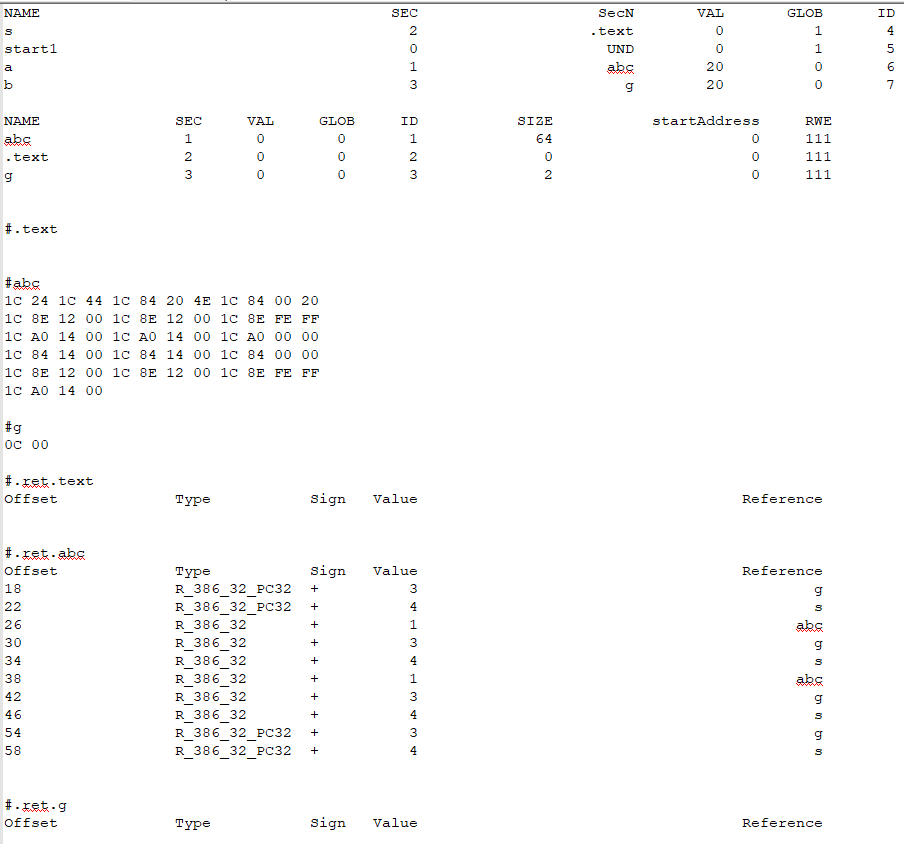 NAME SEC SecN VAL GLOB ID
s 2 .text 0 1 4
start1 0 UND 0 1 5
a 1 abc 20 0 6
b 3 g 20 0 7
NAME SEC VAL GLOB ID SIZE startAddress RWE
abc 1 0 0 1 64 0 111
.text 2 0 0 2 0 0 111
g 3 0 0 3 2 0 111
#.text
#abc
1C 24 1C 44 1C 84 20 4E 1C 84 00 20
1C 8E 12 00 1C 8E 12 00 1C 8E FE FF
1C A0 14 00 1C A0 14 00 1C A0 00 00
1C 84 14 00 1C 84 14 00 1C 84 00 00
1C 8E 12 00 1C 8E 12 00 1C 8E FE FF
1C A0 14 00
#g
0C 00
#.ret.text
Offset Type Sign Value Reference
#.ret.abc
Offset Type Sign Value Reference
18 R_386_32_PC32 + 3 g
22 R_386_32_PC32 + 4 s
26 R_386_32 + 1 abc
30 R_386_32 + 3 g
34 R_386_32 + 4 s
38 R_386_32 + 1 abc
42 R_386_32 + 3 g
46 R_386_32 + 4 s
54 R_386_32_PC32 + 3 g
58 R_386_32_PC32 + 4 s
#.ret.g
Offset Type Sign Value Reference